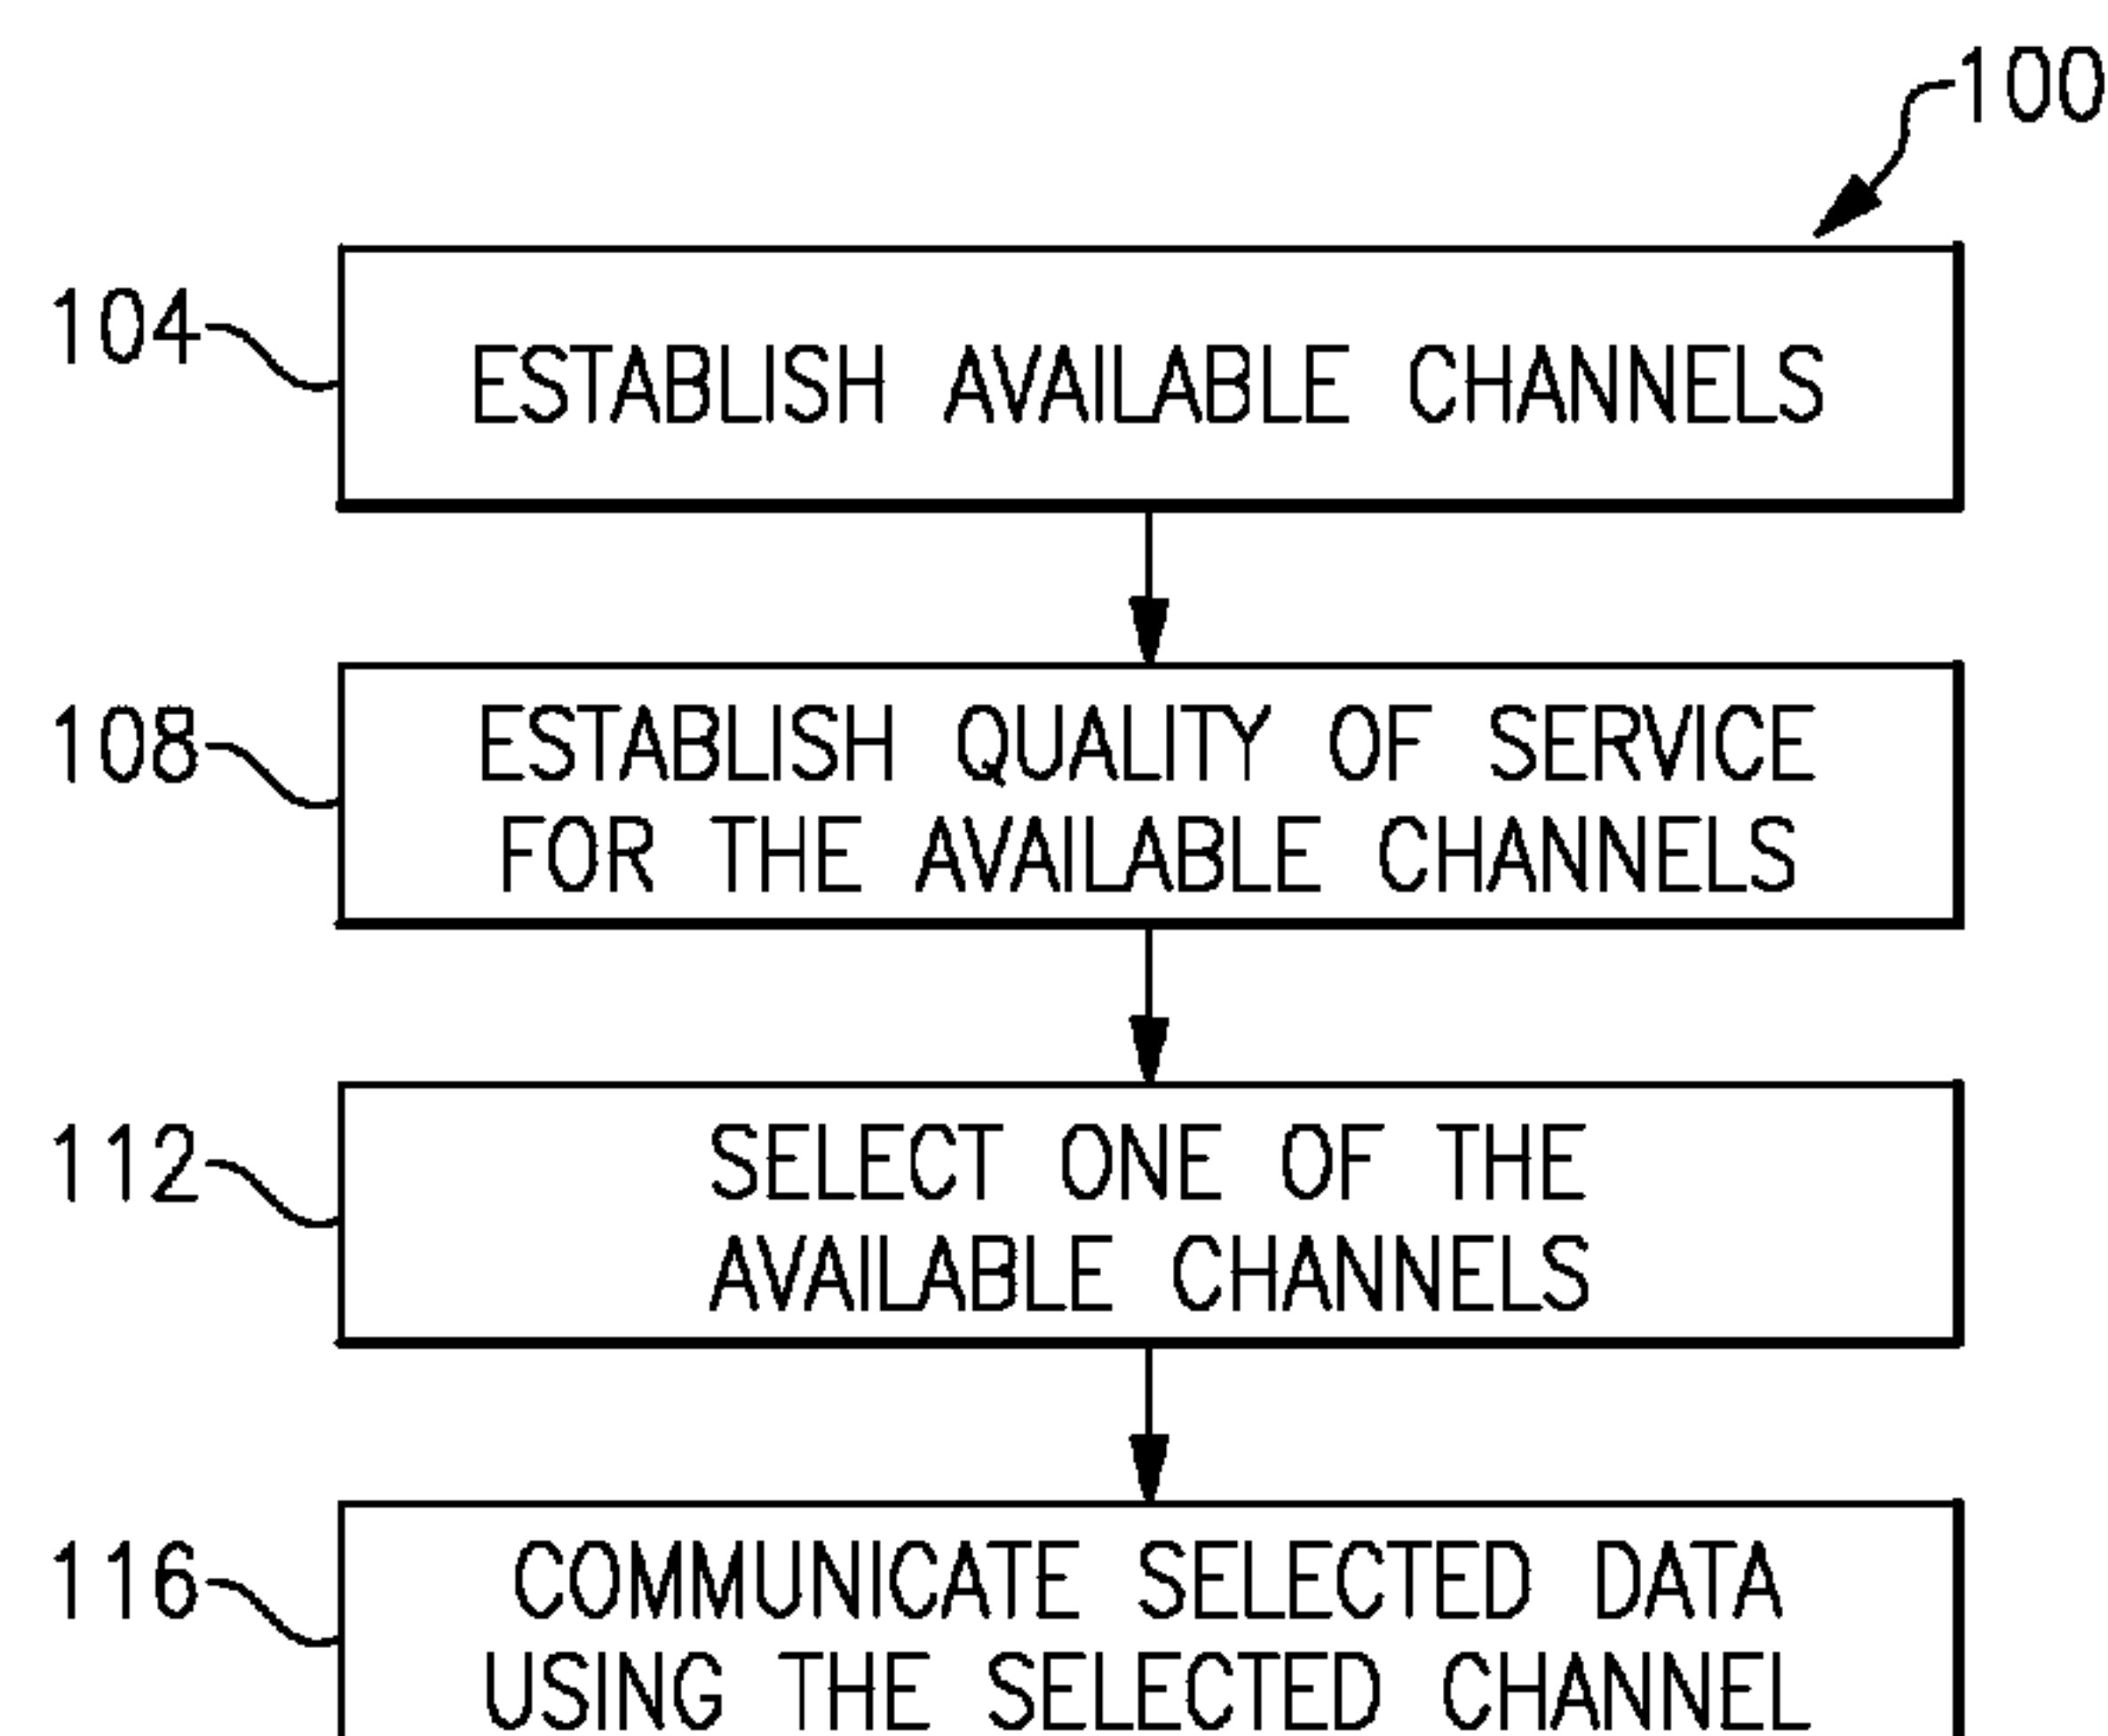 100
104
ESTABLISH AVAILABLE CHANNELS
108
ESTABLISH QUALITY OF SERVICE
FOR THE AVAILABLE CHANNELS
112
SELECT ONE OF THE
AVAILABLE CHANNELS
116
COMMUNICATE SELECTED DATA
USING THE SELECTED CHANNEL